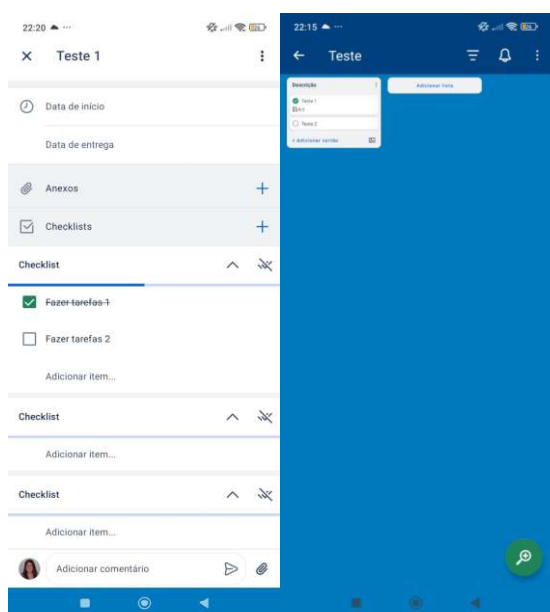 22:20
Teste 1
Data de início
Data de entrega
Anexos
Checklists
Checklist
Fazer tarefas 1
Fazer tarefas 2
Adicionar item...
Checklist
Adicionar item...
Checklist
Adicionar item...
Adicionar comentário
22:15
Teste
Descrição
Adicionar lista
Teste 1
Teste 2
+ Adicionar cartão